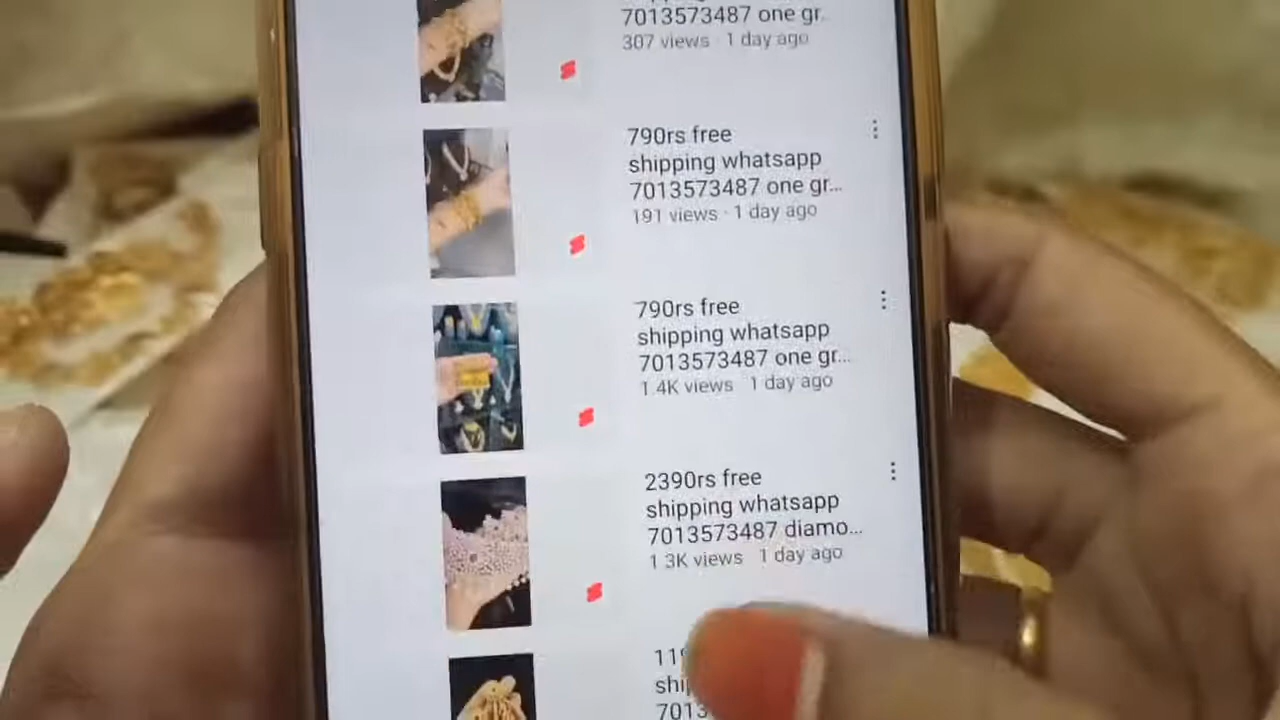 7013573487 one gr
307 views · 1 day ago
790rs free
shipping whatsapp
7013573487 one gr...
191 views · 1 day ago
790rs free
shipping whatsapp
7013573487 one gr...
1.4K views 1 day ago
2390rs free
shipping whatsapp
7013573487 diamo...
1 3K views 1 day ago